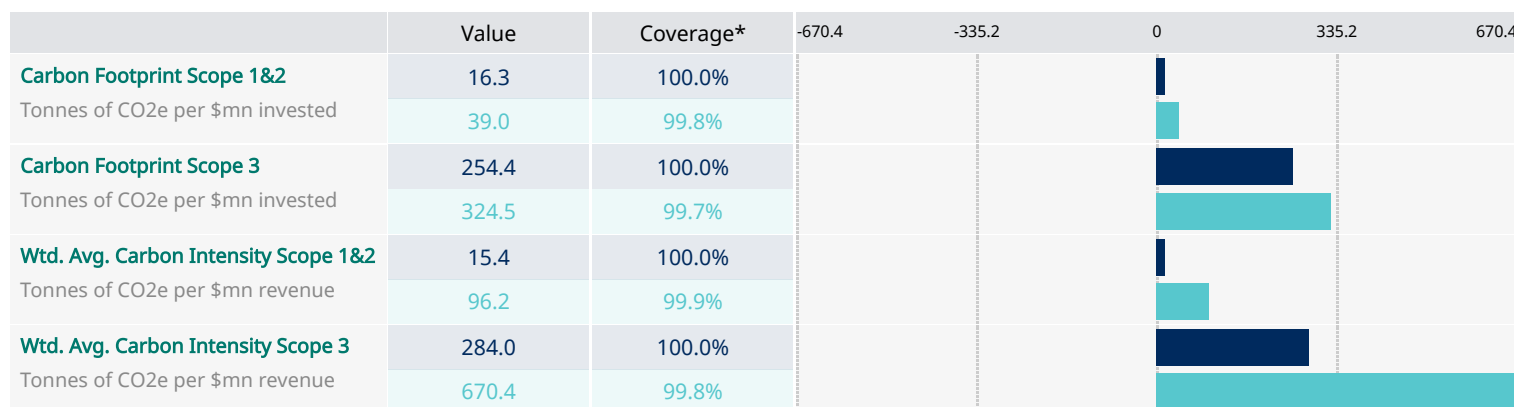 Value Coverage* -670.4 -335.2 0 335.2 670.4
Carbon Footprint Scope 1&2 16.3 100.0%
Tonnes of CO2e per $mn invested 39.0 99.8%
Carbon Footprint Scope 3 254.4 100.0%
Tonnes of CO2e per $mn invested 324.5 99.7%
Wtd. Avg. Carbon Intensity Scope 1&2 15.4 100.0%
Tonnes of CO2e per $mn revenue 96.2 99.9%
Wtd. Avg. Carbon Intensity Scope 3 284.0 100.0%
Tonnes of CO2e per $mn revenue 670.4 99.8%